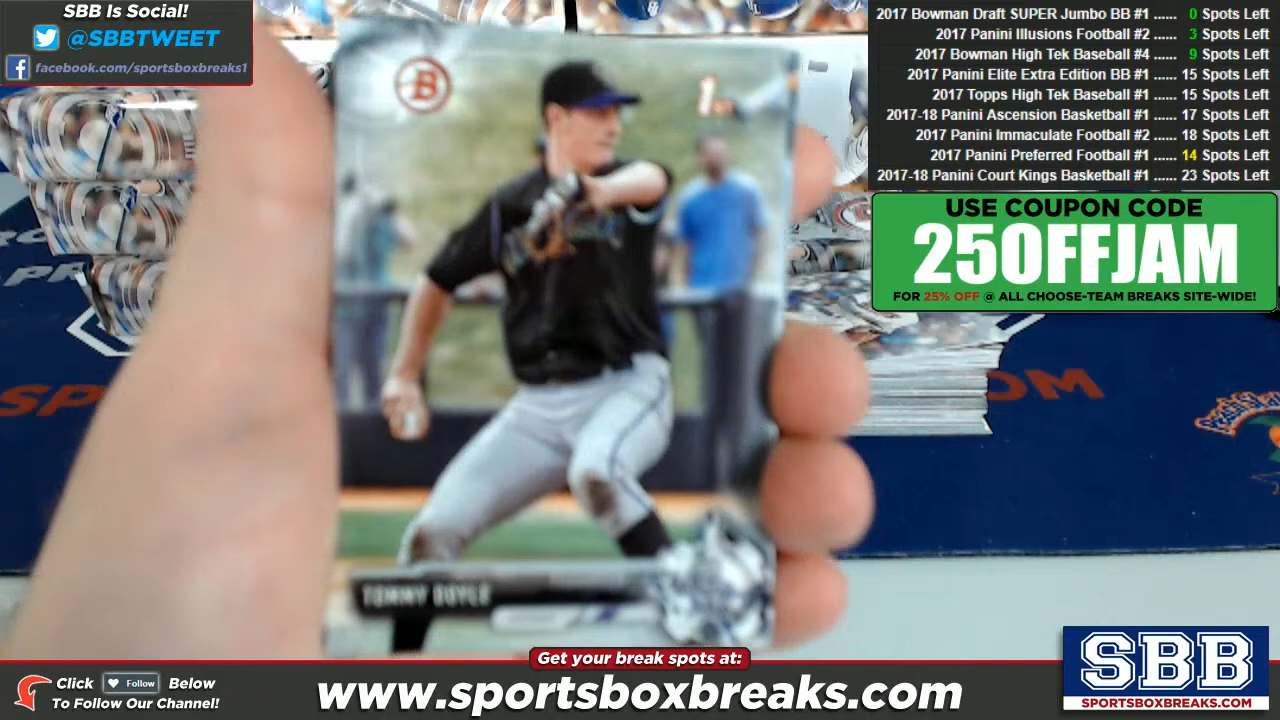 SBB Is Social!
@SBBTWEET
facebook.com/sportsboxbreaks1
2017 Bowman Draft SUPER Jumbo BB #1 ...... 0 Spots Left
2017 Panini Illusions Football #2 ...... 3 Spots Left
2017 Bowman High Tek Baseball #4 ...... 9 Spots Left
2017 Panini Elite Extra Edition BB #1 ...... 15 Spots Left
2017 Topps High Tek Baseball #1 ...... 15 Spots Left
2017-18 Panini Ascension Basketball #1 ...... 17 Spots Left
2017 Panini Immaculate Football #2 ...... 18 Spots Left
2017 Panini Preferred Football #1 ...... 14 Spots Left
2017-18 Panini Court Kings Basketball #1 ...... 23 Spots Left
USE COUPON CODE
25OFFJAM
FOR 25% OFF @ ALL CHOOSE-TEAM BREAKS SITE-WIDE!
B
1
TOMMY DOYLE
SP
OM
Get your break spots at:
Click Follow Below
To Follow Our Channel!
www.sportsboxbreaks.com
SBB
SPORTSBOXBREAKS.COM